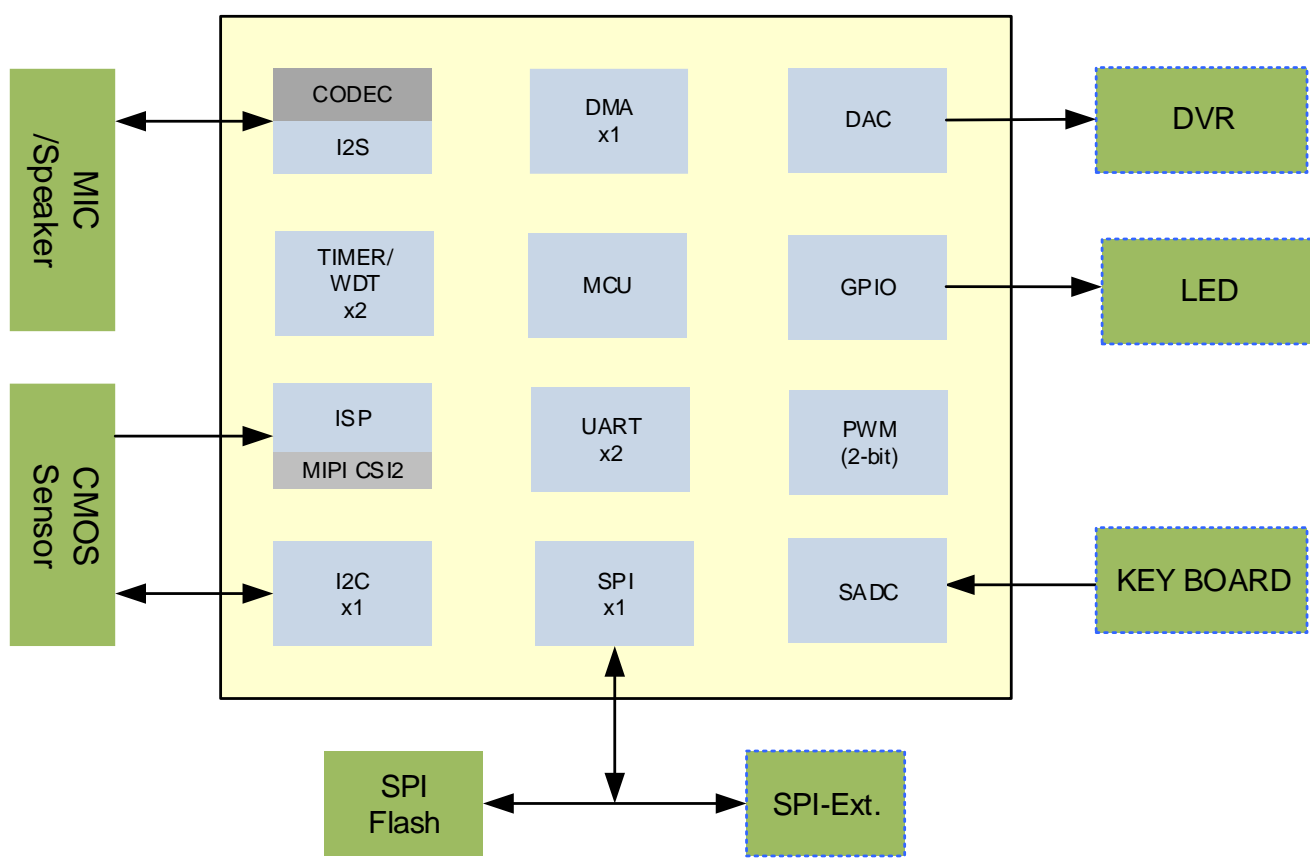 MIC
/Speaker
CODEC
I2S
DMA
x1
DAC
DVR
TIMER/
WDT
x2
MCU
GPIO
LED
CMOS
Sensor
ISP
MIPI CSI2
UART
x2
PWM
(2-bit)
I2C
x1
SPI
x1
SADC
KEY BOARD
SPI
Flash
SPI-Ext.